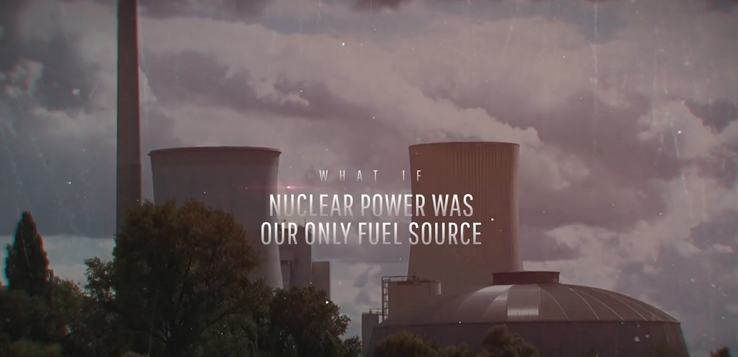 WHAT IF
NUCLEAR POWER WAS
OUR ONLY FUEL SOURCE